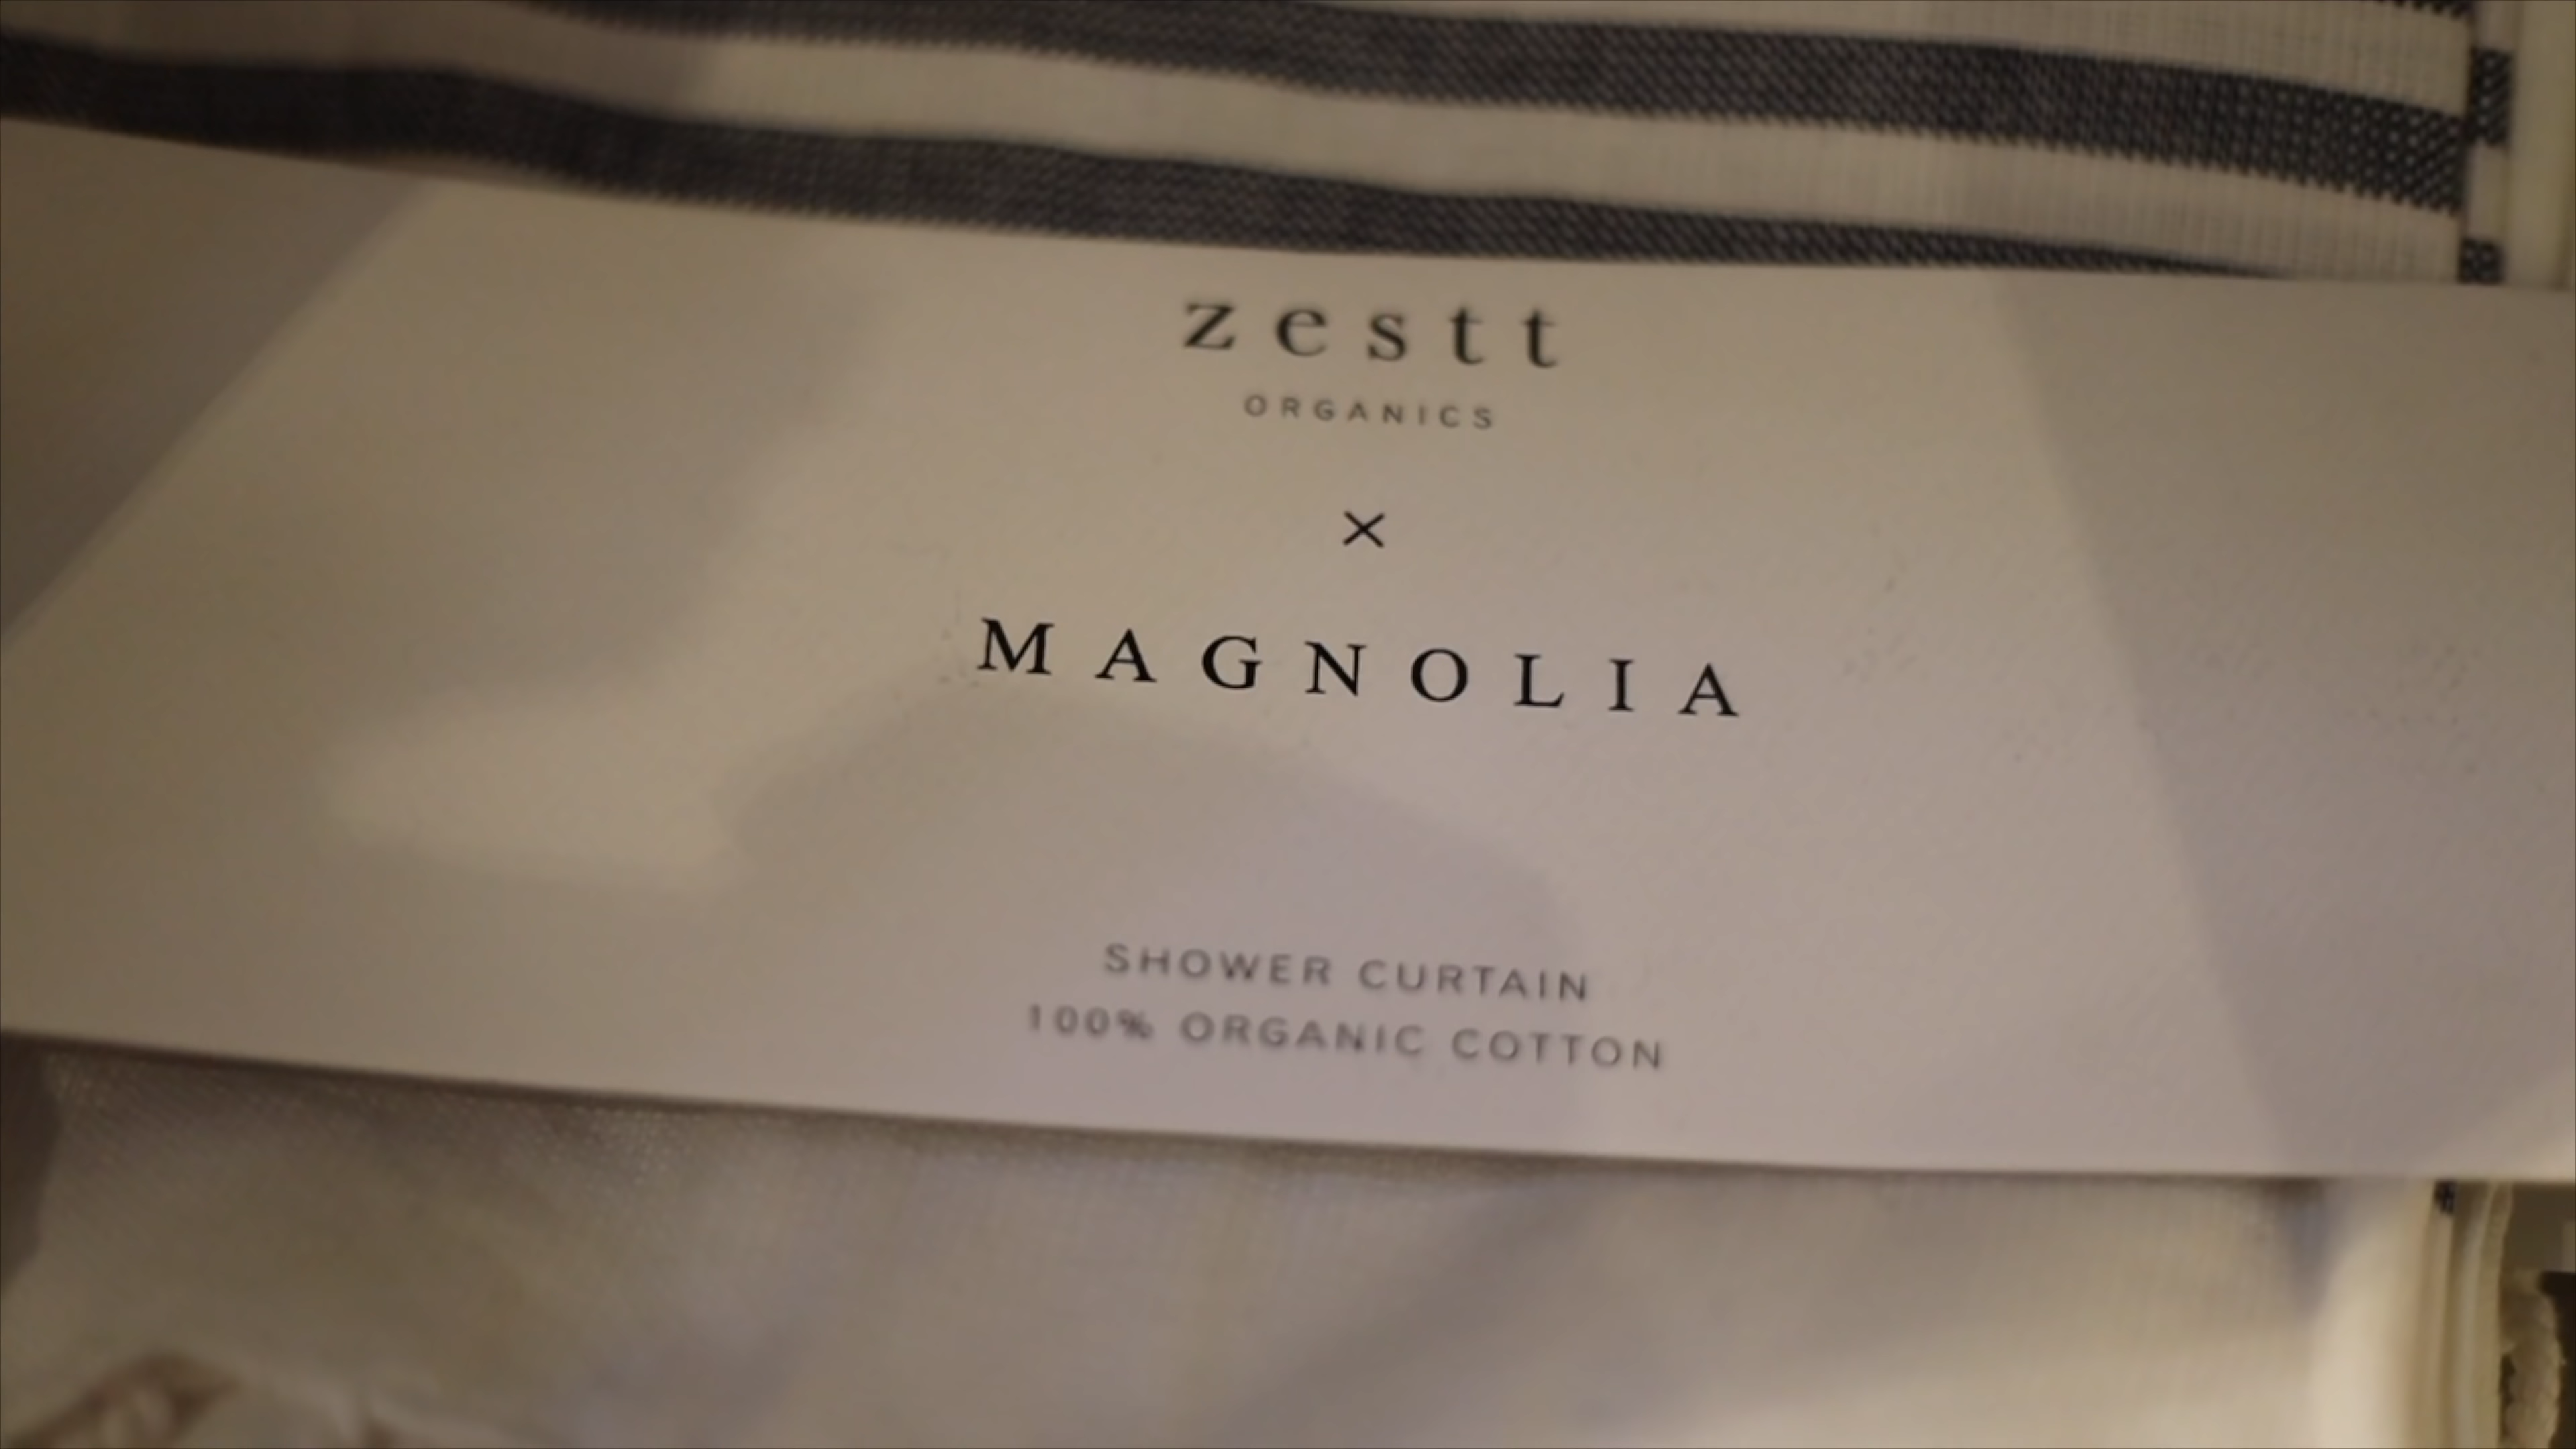 zestt
ORGANICS
×
MAGNOLIA
SHOWER CURTAIN
100% ORGANIC COTTON